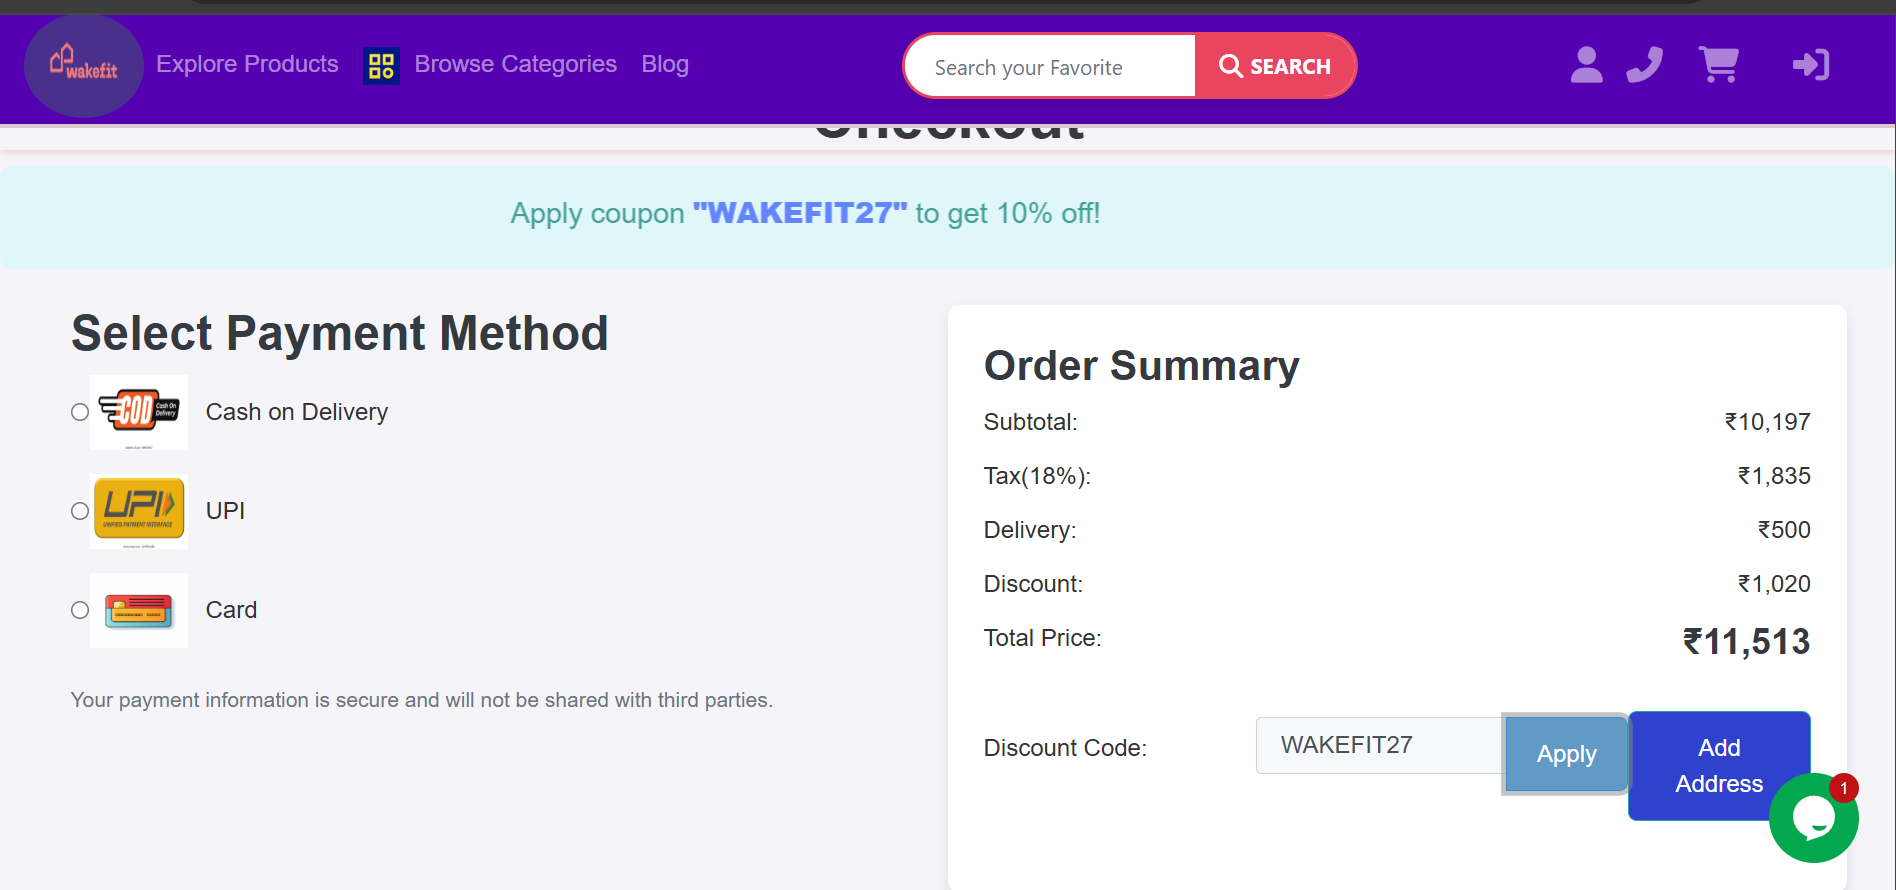 wakefit
Explore Products
Browse Categories
Blog
Search your Favorite
SEARCH
Checkout
Apply coupon "WAKEFIT27" to get 10% off!
Select Payment Method
COD Cash On Delivery
Cash on Delivery
UPI
UNIFIED PAYMENT INTERFACE
UPI
Card
Your payment information is secure and will not be shared with third parties.
Order Summary
Subtotal: ₹10,197
Tax(18%): ₹1,835
Delivery: ₹500
Discount: ₹1,020
Total Price: ₹11,513
Discount Code: WAKEFIT27
Apply
Add
Address
1